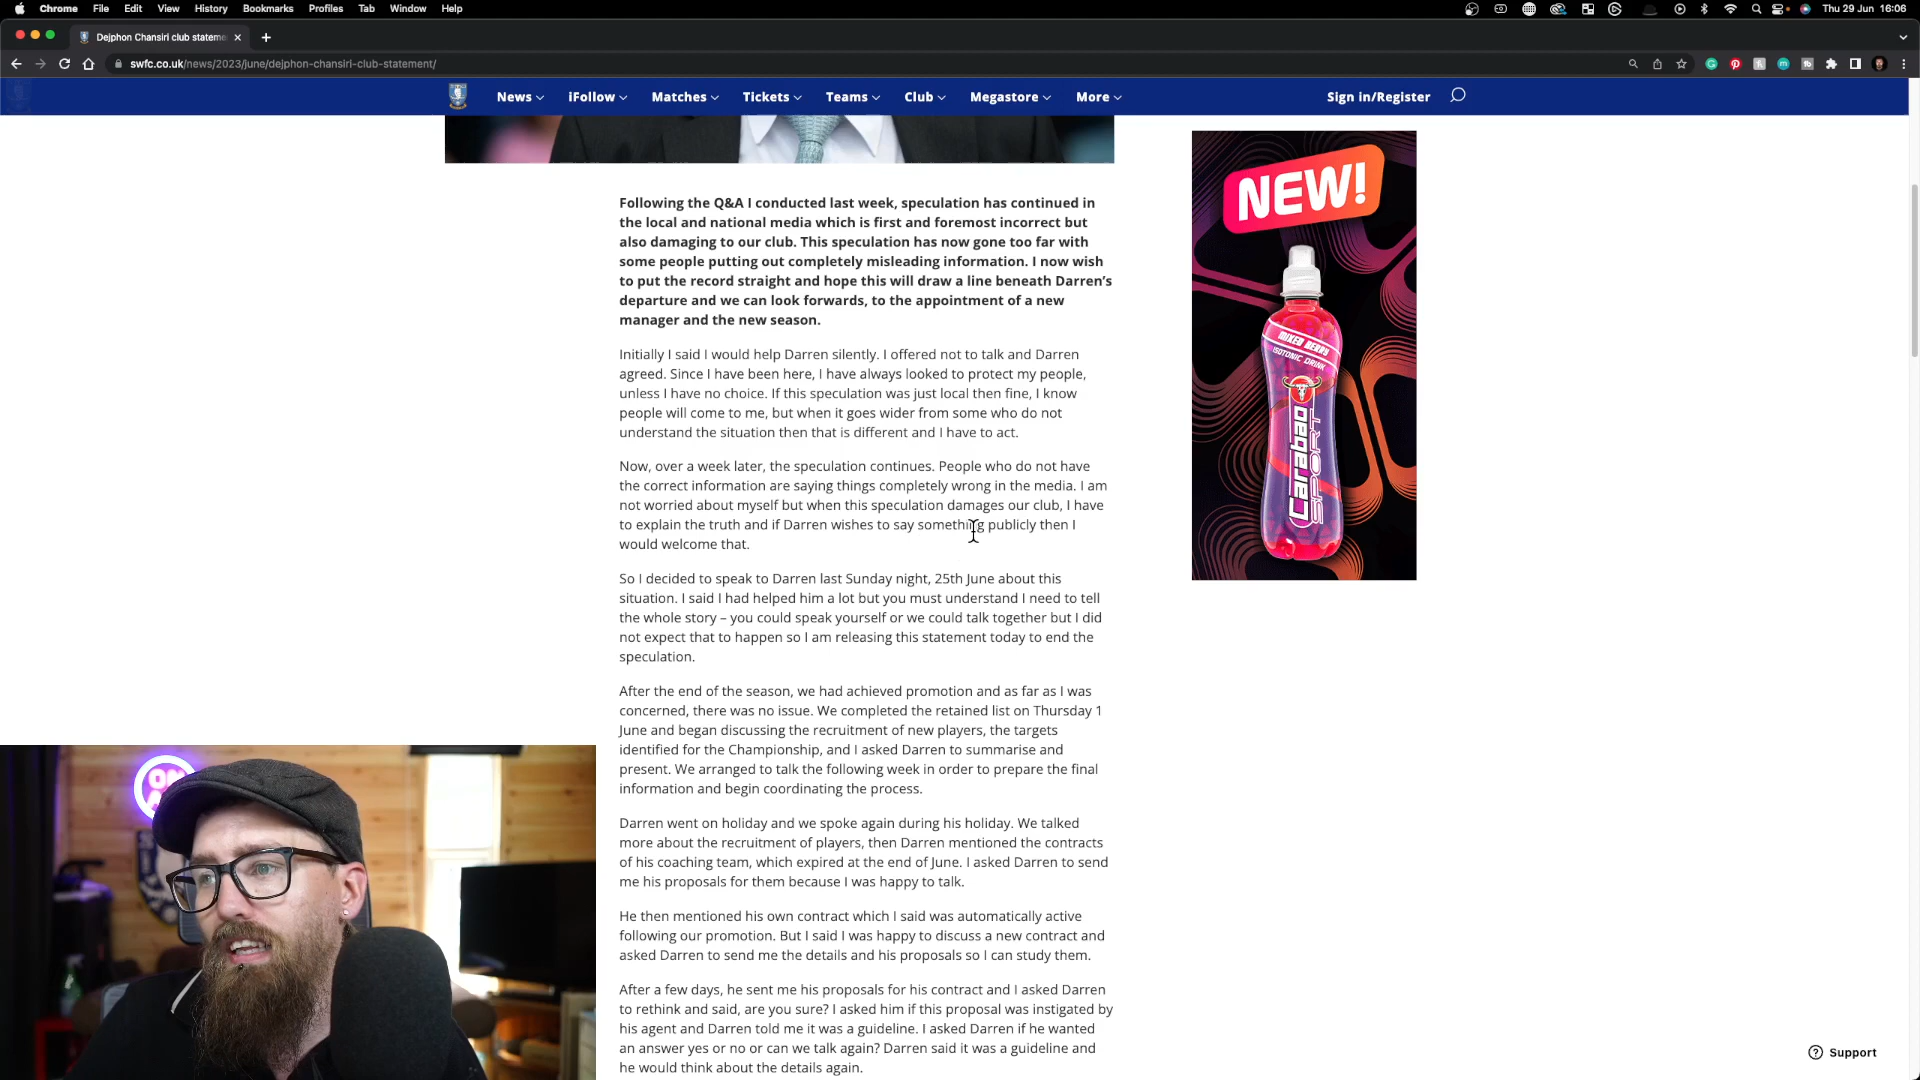 Chrome File Edit View History Bookmarks Profiles Tab Window Help
Thu 29 Jun 16:06
Dejphon Chansiri club stateme
swfc.co.uk/news/2023/june/dejphon-chansiri-club-statement/
News iFollow Matches Tickets Teams Club Megastore More Sign in/Register
Following the Q&A I conducted last week, speculation has continued in
the local and national media which is first and foremost incorrect but
also damaging to our club. This speculation has now gone too far with
some people putting out completely misleading information. I now wish
to put the record straight and hope this will draw a line beneath Darren’s
departure and we can look forwards, to the appointment of a new
manager and the new season.
Initially I said I would help Darren silently. I offered not to talk and Darren
agreed. Since I have been here, I have always looked to protect my people,
unless I have no choice. If this speculation was just local then fine, I know
people will come to me, but when it goes wider from some who do not
understand the situation then that is different and I have to act.
Now, over a week later, the speculation continues. People who do not have
the correct information are saying things completely wrong in the media. I am
not worried about myself but when this speculation damages our club, I have
to explain the truth and if Darren wishes to say something publicly then I
would welcome that.
So I decided to speak to Darren last Sunday night, 25th June about this
situation. I said I had helped him a lot but you must understand I need to tell
the whole story – you could speak yourself or we could talk together but I did
not expect that to happen so I am releasing this statement today to end the
speculation.
After the end of the season, we had achieved promotion and as far as I was
concerned, there was no issue. We completed the retained list on Thursday 1
June and began discussing the recruitment of new players, the targets
identified for the Championship, and I asked Darren to summarise and
present. We arranged to talk the following week in order to prepare the final
information and begin coordinating the process.
Darren went on holiday and we spoke again during his holiday. We talked
more about the recruitment of players, then Darren mentioned the contracts
of his coaching team, which expired at the end of June. I asked Darren to send
me his proposals for them because I was happy to talk.
He then mentioned his own contract which I said was automatically active
following our promotion. But I said I was happy to discuss a new contract and
asked Darren to send me the details and his proposals so I can study them.
After a few days, he sent me his proposals for his contract and I asked Darren
to rethink and said, are you sure? I asked him if this proposal was instigated by
his agent and Darren told me it was a guideline. I asked Darren if he wanted
an answer yes or no or can we talk again? Darren said it was a guideline and
he would think about the details again.
NEW!
MIXED BERRY
ISOTONIC DRINK
Carabao
SPORT
ON
Support